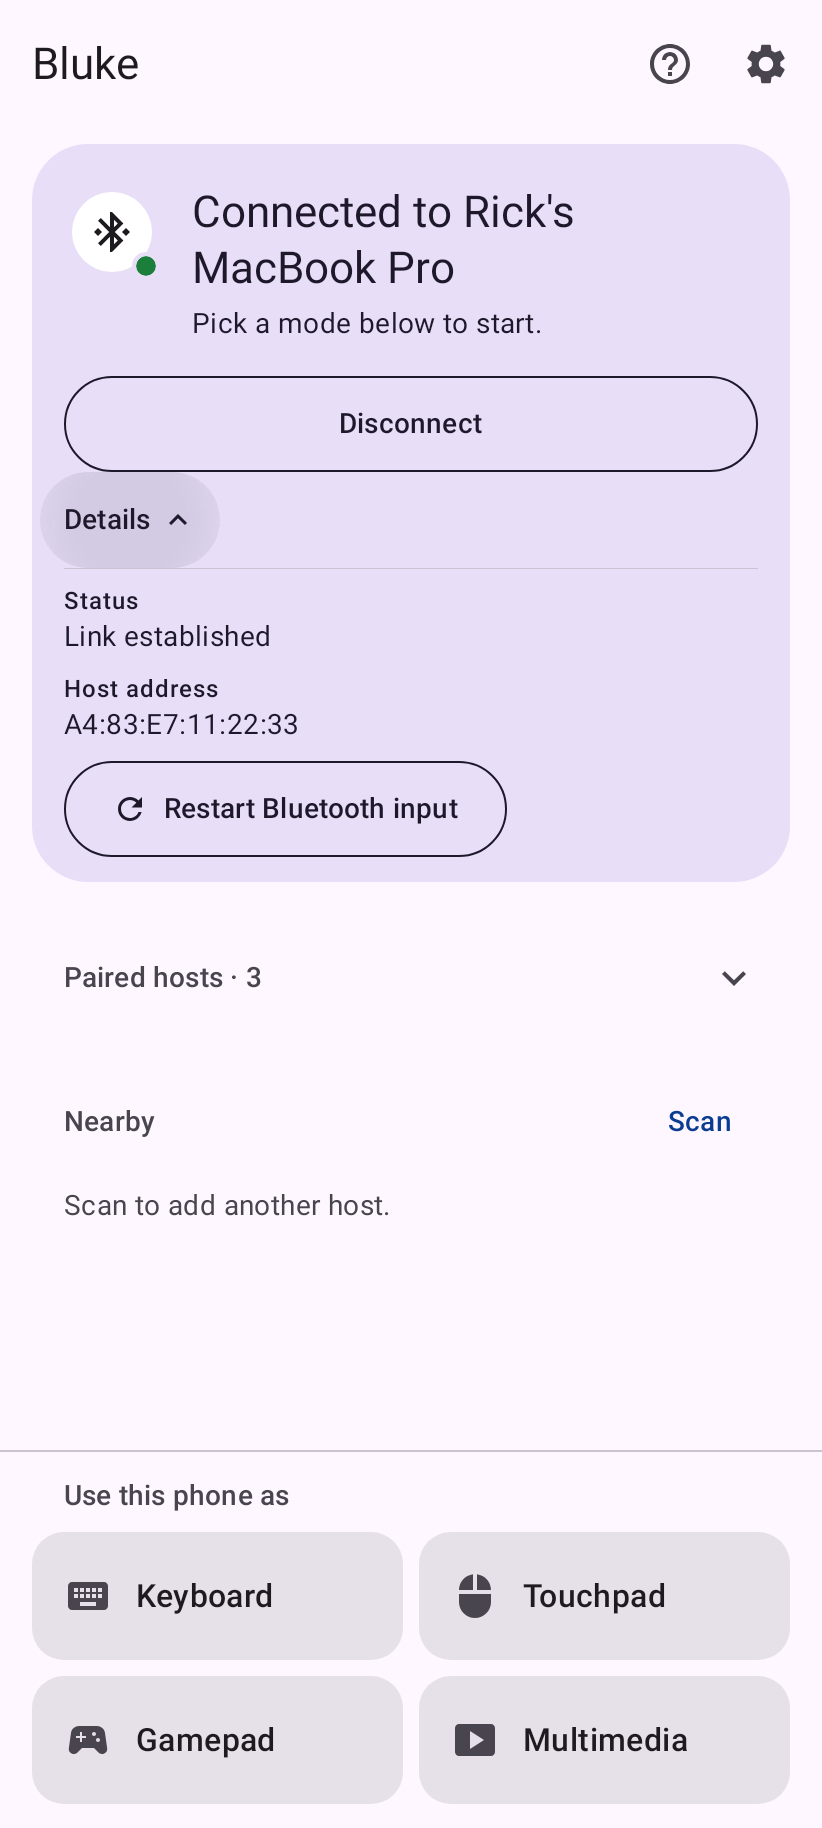 Bluke
Connected to Rick's
MacBook Pro
Pick a mode below to start.
Disconnect
Details
Status
Link established
Host address
A4:83:E7:11:22:33
Restart Bluetooth input
Paired hosts · 3
Nearby
Scan
Scan to add another host.
Use this phone as
Keyboard
Touchpad
Gamepad
Multimedia